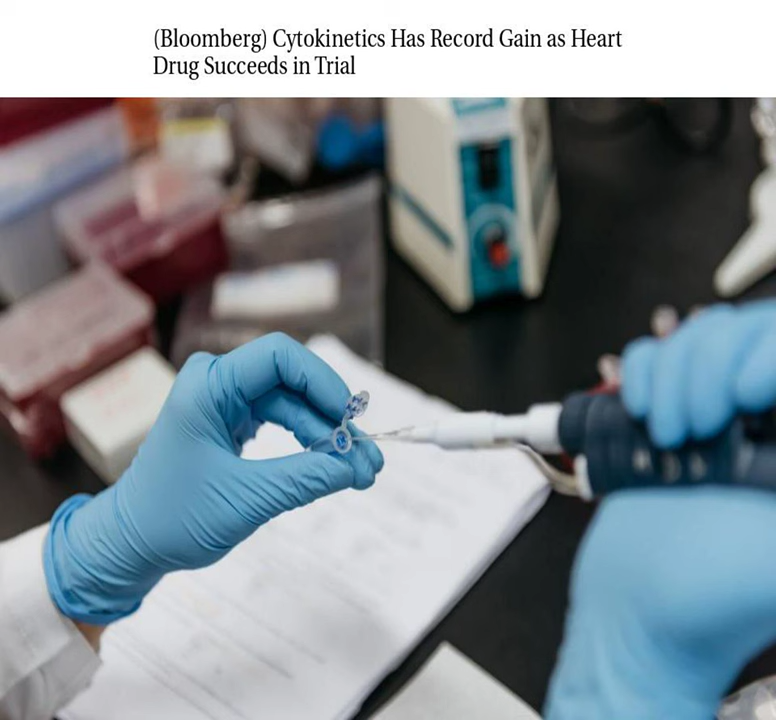 (Bloomberg) Cytokinetics Has Record Gain as Heart
Drug Succeeds in Trial